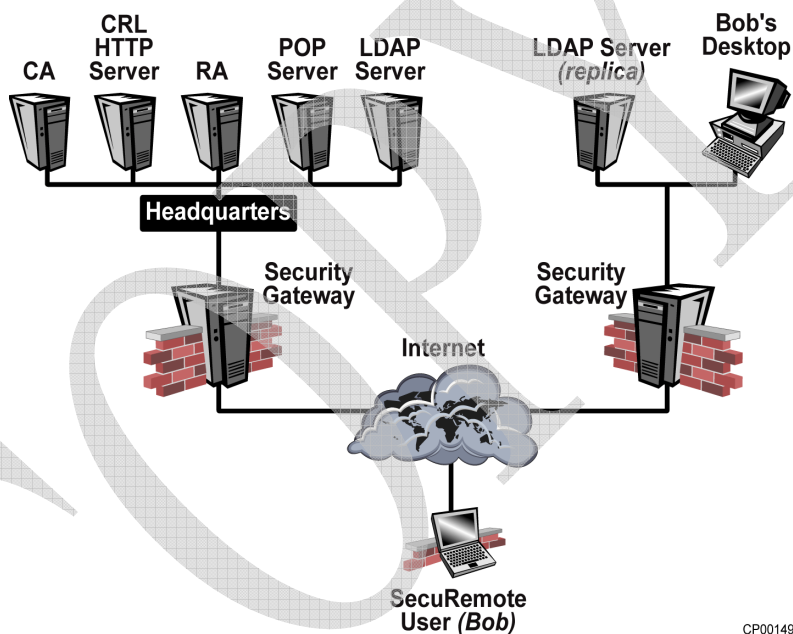 CRL
HTTP
Server
CA
RA
POP
Server
LDAP
Server
LDAP Server
(replica)
Bob's
Desktop
Headquarters
Security
Gateway
Security
Gateway
Internet
SecuRemote
User (Bob)
CP00149
COPY